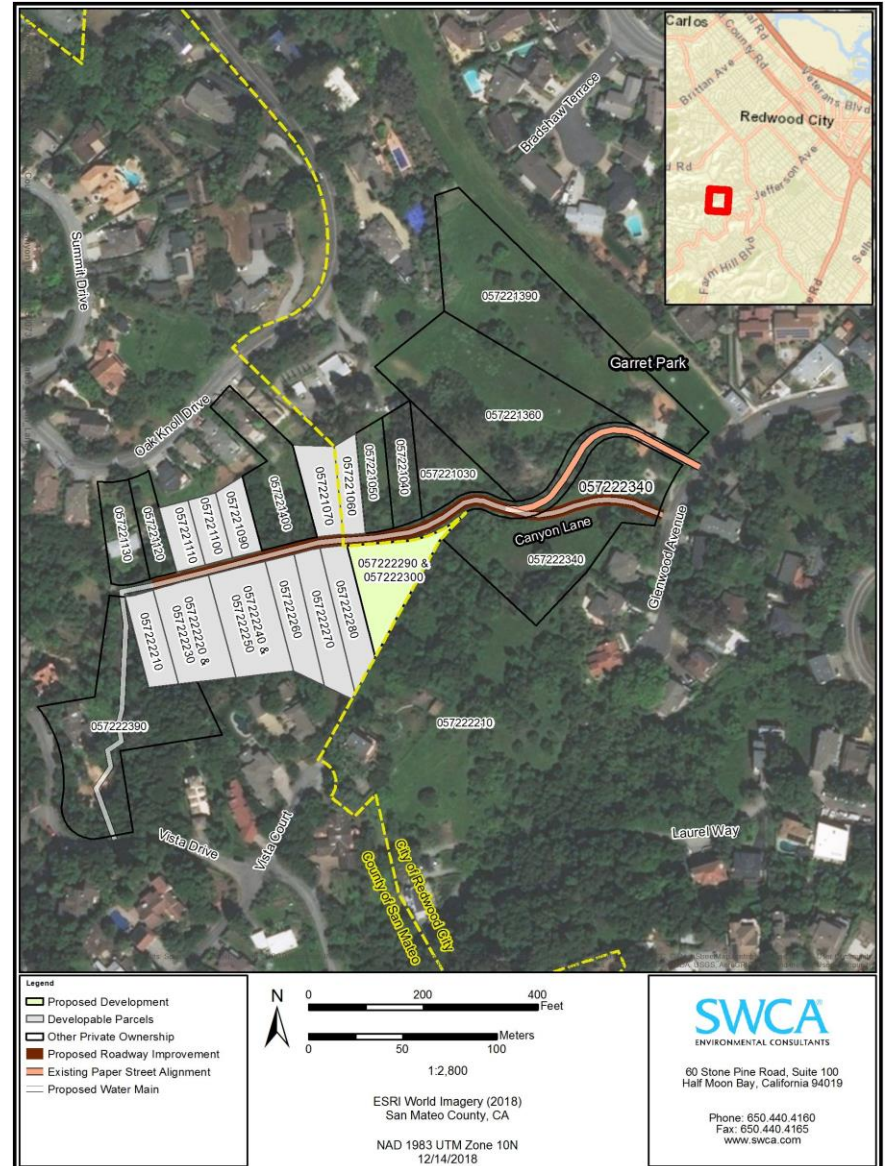 Carlos
Brittan Ave
County Rd
Veterans Blvd
Redwood City
Jefferson Ave
Farm Hill Blvd
Bradshaw Terrace
Summit Drive
057221390
Garret Park
057221360
Oak Knoll Drive
057221030
057221040
057221050
057221060
057221070
057221400
057221090
057221100
057221110
057221120
057221130
057222340
Canyon Lane
057222340
Glenwood Avenue
057222290 &
057222300
057222280
057222270
057222260
057222240 &
057222250
057222220 &
057222230
057222210
057222390
057222210
Vista Drive
Vista Court
Laurel Way
City of Redwood City
County of San Mateo
Legend
Proposed Development
Developable Parcels
Other Private Ownership
Proposed Roadway Improvement
Existing Paper Street Alignment
Proposed Water Main
N
0 200 400
Feet
Meters
0 50 100
1:2,800
ESRI World Imagery (2018)
San Mateo County, CA
NAD 1983 UTM Zone 10N
12/14/2018
SWCA
ENVIRONMENTAL CONSULTANTS
60 Stone Pine Road, Suite 100
Half Moon Bay, California 94019
Phone: 650.440.4160
Fax: 650.440.4165
www.swca.com